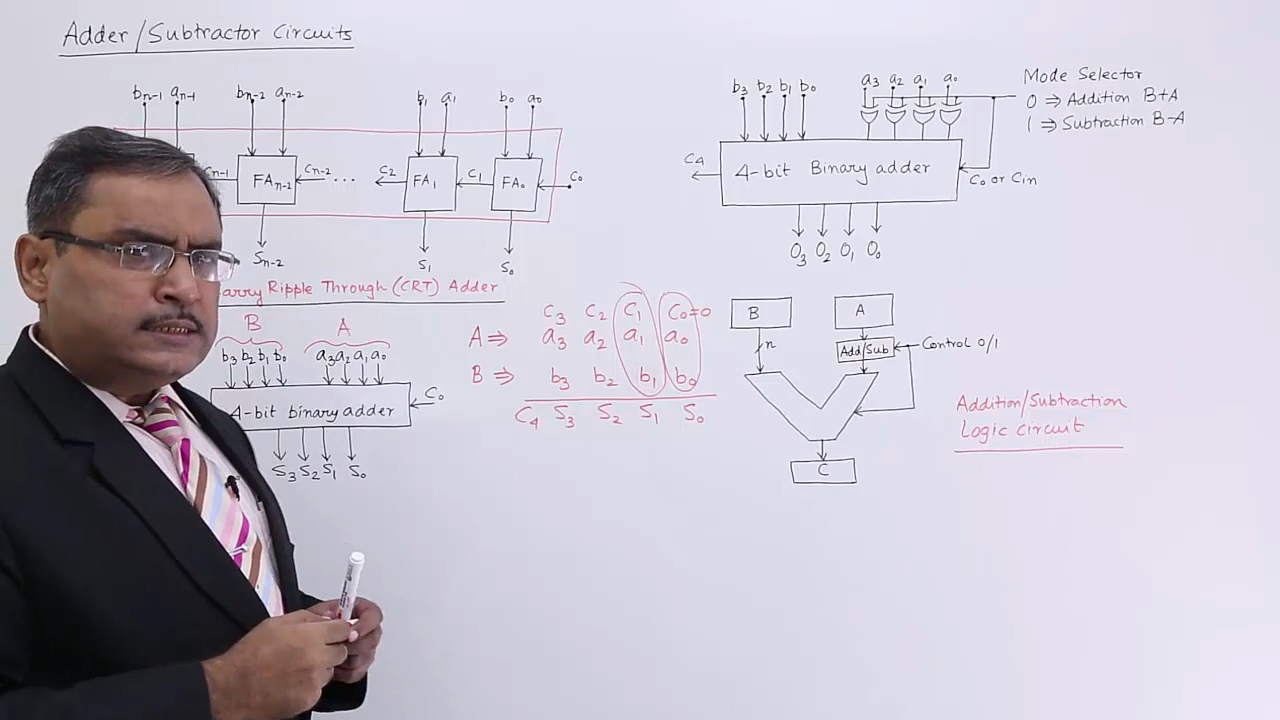 Adder/Subtractor Circuits
bn-1 an-1 bn-2 an-2 b1 a1 b0 a0
Cn-1 FAn-2 Cn-2 ... C2 FA1 C1 FA0 C0
Sn-2 S1 S0
Ripple Through (CRT) Adder
B A
b3 b2 b1 b0 a3 a2 a1 a0
4-bit binary adder C0
S3 S2 S1 S0
C3 C2 C1 C0=0
A ⇒ a3 a2 a1 a0
B ⇒ b3 b2 b1 b0
C4 S3 S2 S1 S0
b3 b2 b1 b0 a3 a2 a1 a0
Mode Selector
0 ⇒ Addition B+A
1 ⇒ Subtraction B-A
C4 4-bit Binary adder C0 or Cin
O3 O2 O1 O0
B A
n Add/Sub Control 0/1
C
Addition/Subtraction
Logic circuit